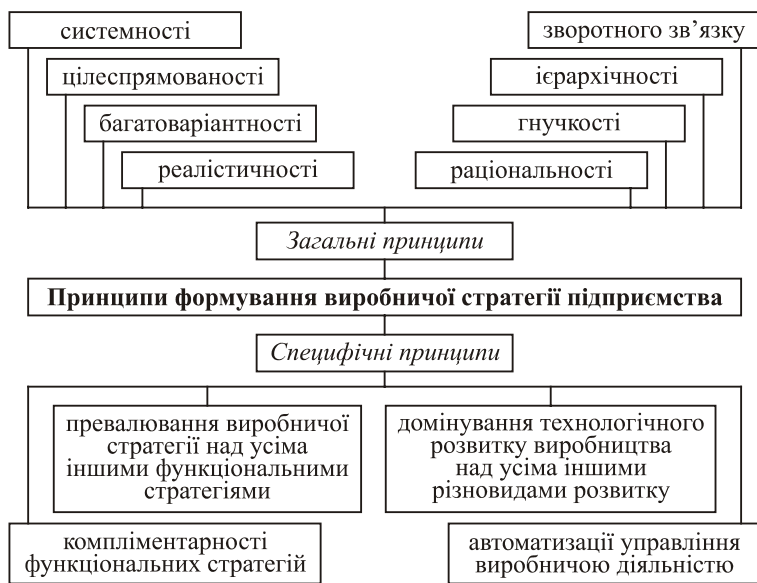 системності
зворотного зв’язку
цілеспрямованості
ієрархічності
багатоваріантності
гнучкості
реалістичності
раціональності
Загальні принципи
Принципи формування виробничої стратегії підприємства
Специфічні принципи
превалювання виробничої
стратегії над усіма
іншими функціональними
стратегіями
домінування технологічного
розвитку виробництва
над усіма іншими
різновидами розвитку
компліментарності
функціональних стратегій
автоматизації управління
виробничою діяльністю